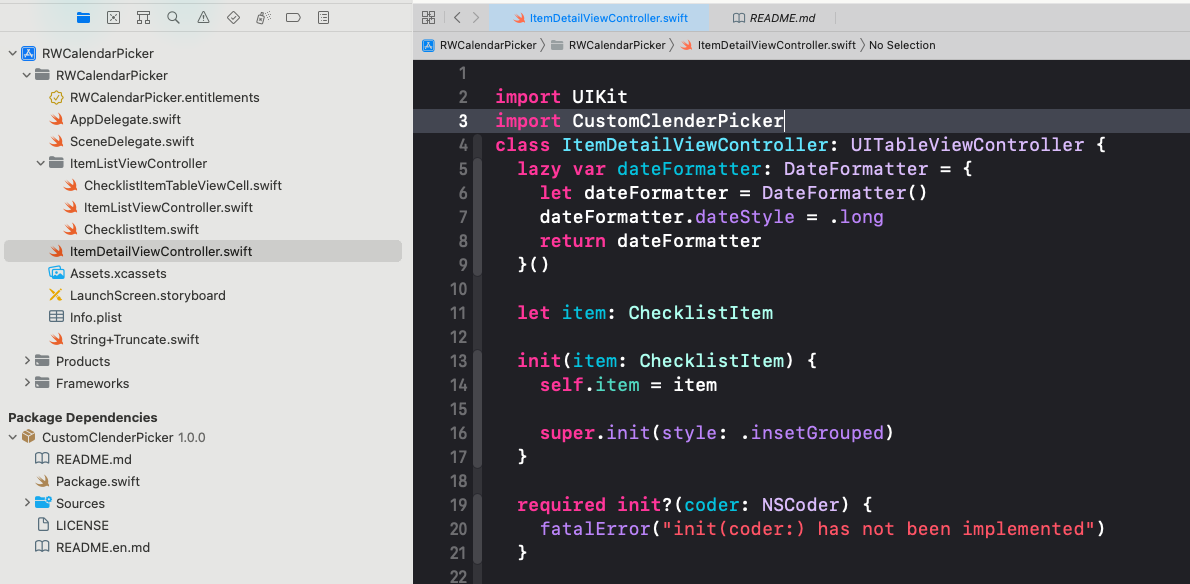 RWCalendarPicker
RWCalendarPicker
RWCalendarPicker.entitlements
AppDelegate.swift
SceneDelegate.swift
ItemListViewController
ChecklistItemTableViewCell.swift
ItemListViewController.swift
ChecklistItem.swift
ItemDetailViewController.swift
Assets.xcassets
LaunchScreen.storyboard
Info.plist
String+Truncate.swift
Products
Frameworks
Package Dependencies
CustomClenderPicker 1.0.0
README.md
Package.swift
Sources
LICENSE
README.en.md
ItemDetailViewController.swift README.md
RWCalendarPicker RWCalendarPicker ItemDetailViewController.swift No Selection
1
2 import UIKit
3 import CustomClenderPicker
4 class ItemDetailViewController: UITableViewController {
5 lazy var dateFormatter: DateFormatter = {
6 let dateFormatter = DateFormatter()
7 dateFormatter.dateStyle = .long
8 return dateFormatter
9 }()
10
11 let item: ChecklistItem
12
13 init(item: ChecklistItem) {
14 self.item = item
15
16 super.init(style: .insetGrouped)
17 }
18
19 required init?(coder: NSCoder) {
20 fatalError("init(coder:) has not been implemented")
21 }
22